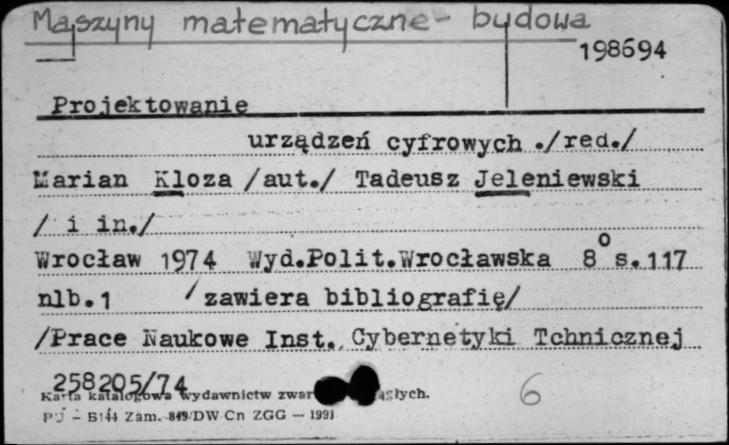 Maszyny matematyczne - budowa
198694
Projektowanie
urządzeń cyfrowych ./red./
Marian Kloza /aut./ Tadeusz Jeleniewski
/ i in./
Wrocław 1974 Wyd.Polit.Wrocławska 8° s.117
nlb.1 /zawiera bibliografię/
/Prace Naukowe Inst. Cybernetyki Tchnicznej
258205/74
Karta katalogowa wydawnictw
6
B144 Zam. 849/DW Cn ZGG — 1991